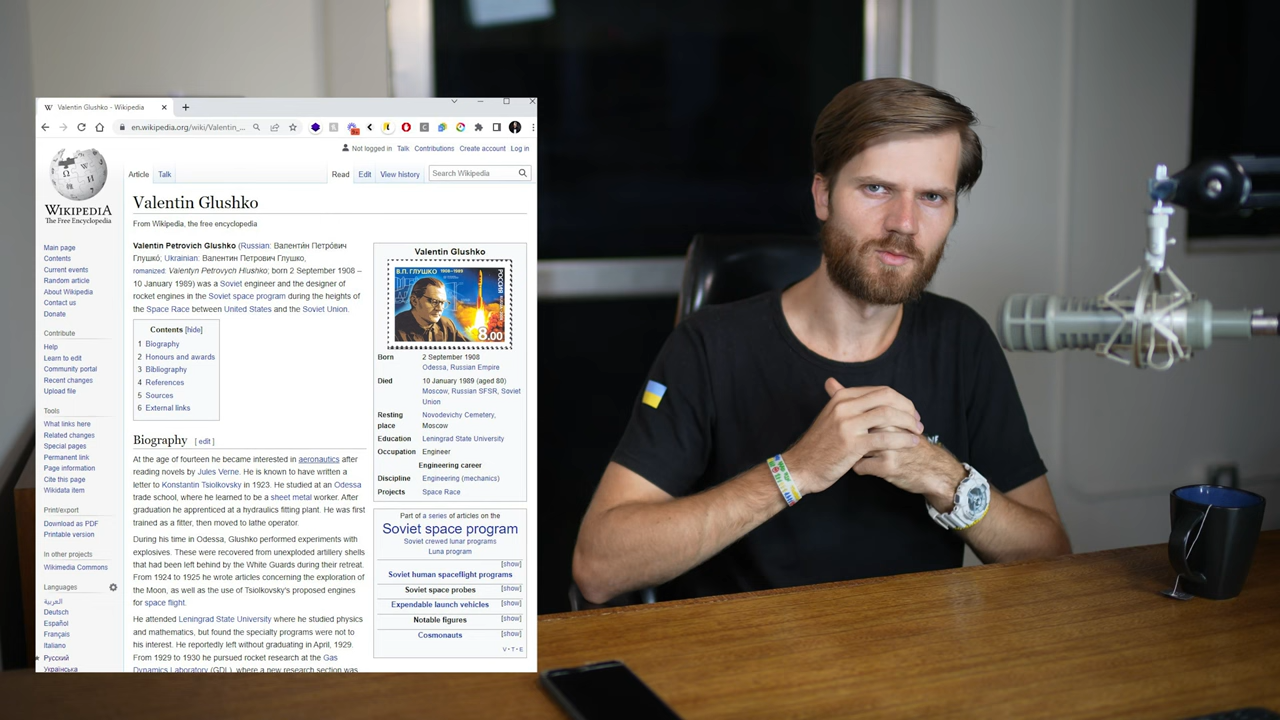 Valentin Glushko - Wikipedia
en.wikipedia.org/wiki/Valentin_...
Not logged in Talk Contributions Create account Log in
Article Talk Read Edit View history Search Wikipedia
WIKIPEDIA
The Free Encyclopedia
Main page
Contents
Current events
Random article
About Wikipedia
Contact us
Donate
Contribute
Help
Learn to edit
Community portal
Recent changes
Upload file
Tools
What links here
Related changes
Special pages
Permanent link
Page information
Cite this page
Wikidata item
Print/export
Download as PDF
Printable version
In other projects
Wikimedia Commons
Languages
العربية
Deutsch
Español
Français
Italiano
Русский
Українська
Valentin Glushko
From Wikipedia, the free encyclopedia
Valentin Petrovich Glushko (Russian: Валенти́н Петро́вич
Глушко́; Ukrainian: Валентин Петрович Глушко,
romanized: Valentyn Petrovych Hlushko; born 2 September 1908 –
10 January 1989) was a Soviet engineer and the designer of
rocket engines in the Soviet space program during the heights of
the Space Race between United States and the Soviet Union.
Contents [hide]
1 Biography
2 Honours and awards
3 Bibliography
4 References
5 Sources
6 External links
Biography [ edit ]
At the age of fourteen he became interested in aeronautics after
reading novels by Jules Verne. He is known to have written a
letter to Konstantin Tsiolkovsky in 1923. He studied at an Odessa
trade school, where he learned to be a sheet metal worker. After
graduation he apprenticed at a hydraulics fitting plant. He was first
trained as a fitter, then moved to lathe operator.
During his time in Odessa, Glushko performed experiments with
explosives. These were recovered from unexploded artillery shells
that had been left behind by the White Guards during their retreat.
From 1924 to 1925 he wrote articles concerning the exploration of
the Moon, as well as the use of Tsiolkovsky's proposed engines
for space flight.
He attended Leningrad State University where he studied physics
and mathematics, but found the specialty programs were not to
his interest. He reportedly left without graduating in April, 1929.
From 1929 to 1930 he pursued rocket research at the Gas
Dynamics Laboratory (GDL), where a new research section was
Valentin Glushko
В.П. ГЛУШКО 1908-1989
РОССИЯ
8.00
Born 2 September 1908
Odessa, Russian Empire
Died 10 January 1989 (aged 80)
Moscow, Russian SFSR, Soviet
Union
Resting Novodevichy Cemetery,
place Moscow
Education Leningrad State University
Occupation Engineer
Engineering career
Discipline Engineering (mechanics)
Projects Space Race
Part of a series of articles on the
Soviet space program
Soviet crewed lunar programs
Luna program
[show]
Soviet human spaceflight programs
Soviet space probes [show]
Expendable launch vehicles [show]
Notable figures [show]
Cosmonauts [show]
V • T • E